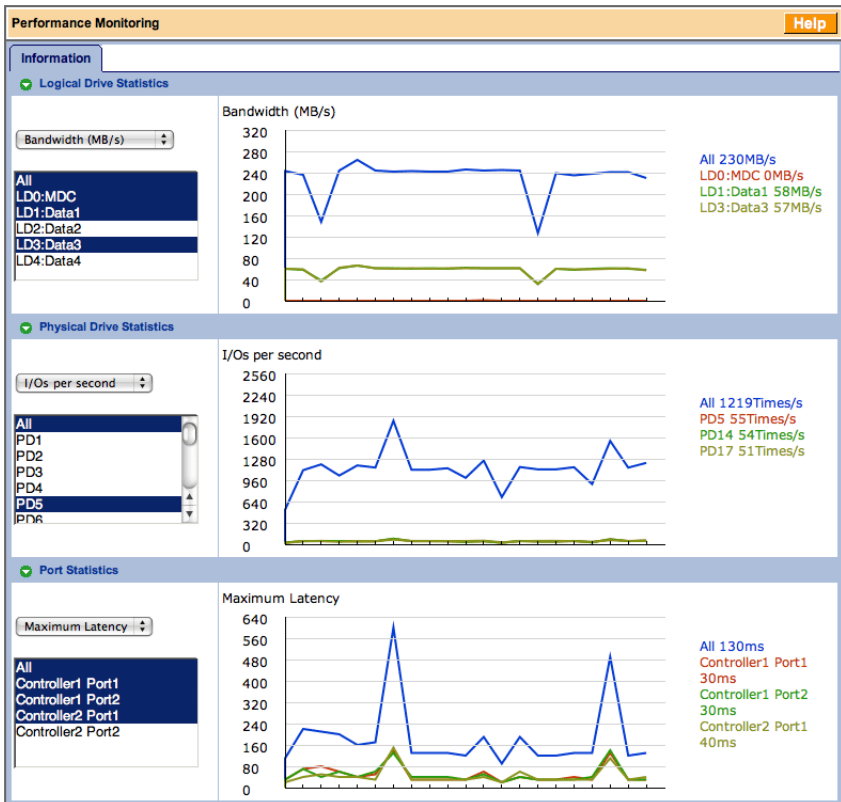 Performance Monitoring
Help
Information
Logical Drive Statistics
Bandwidth (MB/s)
All
LD0:MDC
LD1:Data1
LD2:Data2
LD3:Data3
LD4:Data4
Bandwidth (MB/s)
320
280
240
200
160
120
80
40
0
All 230MB/s
LD0:MDC 0MB/s
LD1:Data1 58MB/s
LD3:Data3 57MB/s
Physical Drive Statistics
I/Os per second
All
PD1
PD2
PD3
PD4
PD5
PD6
I/Os per second
2560
2240
1920
1600
1280
960
640
320
0
All 1219Times/s
PD5 55Times/s
PD14 54Times/s
PD17 51Times/s
Port Statistics
Maximum Latency
All
Controller1 Port1
Controller1 Port2
Controller2 Port1
Controller2 Port2
Maximum Latency
640
560
480
400
320
240
160
80
0
All 130ms
Controller1 Port1
30ms
Controller1 Port2
30ms
Controller2 Port1
40ms